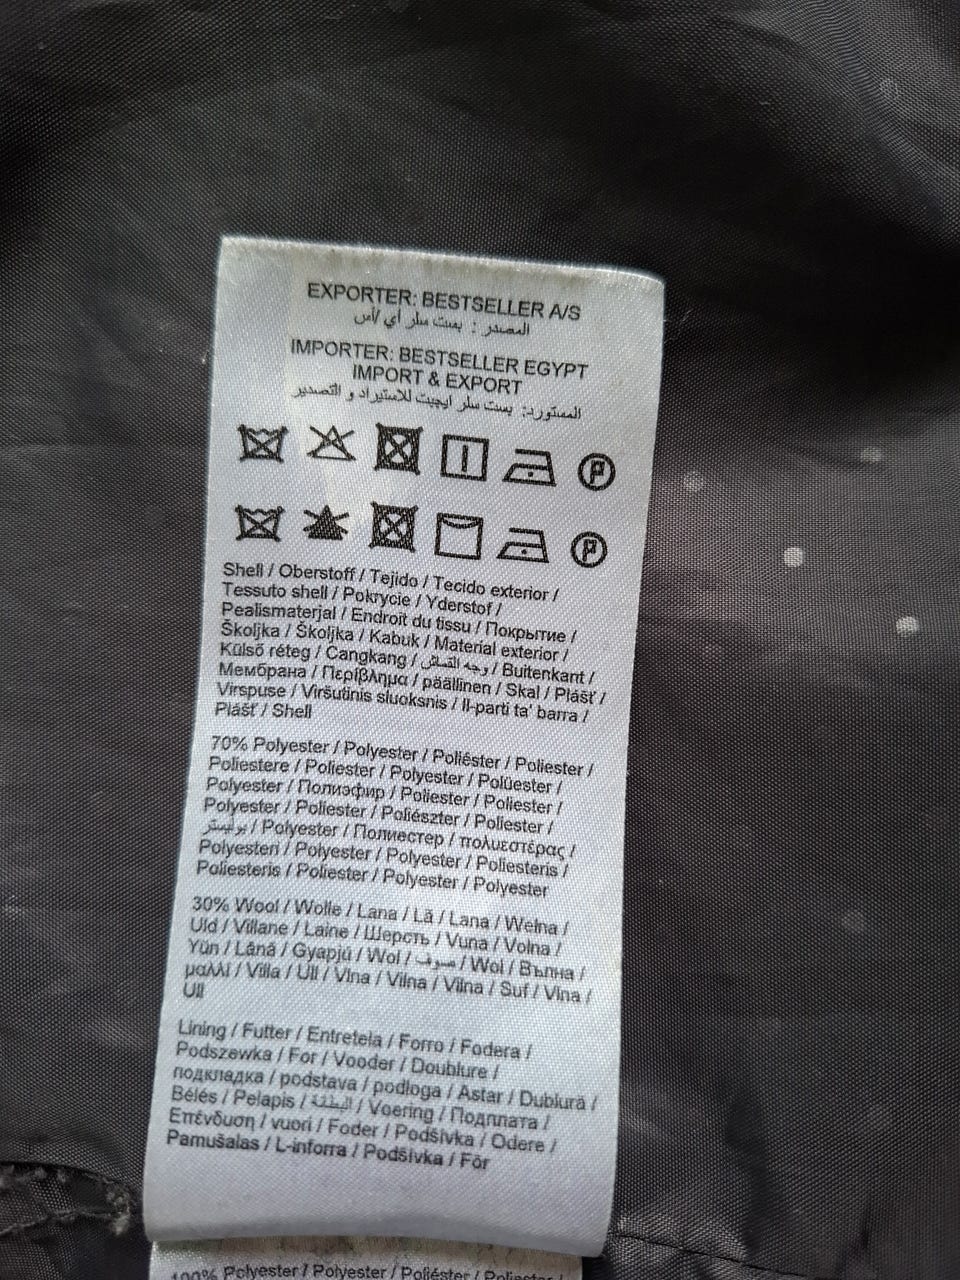 EXPORTER: BESTSELLER A/S
المصدر : بست سلر أي /أس
IMPORTER: BESTSELLER EGYPT
IMPORT & EXPORT
المستورد: بست سلر ايجيبت للاستيراد و التصدير
P
P
Shell / Oberstoff / Tejido / Tecido exterior /
Tessuto shell / Pokrycie / Yderstof /
Pealismaterjal / Endroit du tissu / Покрытие /
Školjka / Školjka / Kabuk / Material exterior /
Külső réteg / Cangkang / وجه القماش / Buitenkant /
Мембрана / Περίβλημα / päällinen / Skal / Plášť /
Virspuse / Viršutinis sluoksnis / Il-parti ta' barra /
Plášť / Shell
70% Polyester / Polyester / Poliéster / Poliester /
Poliestere / Poliester / Polyester / Polüester /
Polyester / Полиэфир / Poliester / Poliester /
Polyester / Poliester / Poliészter / Poliester /
بوليستر / Polyester / Полиестер / πολυεστέρας /
Polyesteri / Polyester / Polyester / Poliesteris /
Poliesteris / Poliester / Polyester / Polyester
30% Wool / Wolle / Lana / Lã / Lana / Wełna /
Uld / Villane / Laine / Шерсть / Vuna / Volna /
Yün / Lână / Gyapjú / Wol / صوف / Wol / Вълна /
μαλλί / Villa / Ull / Vlna / Vilna / Vilna / Suf / Vlna /
Ull
Lining / Futter / Entretela / Forro / Fodera /
Podszewka / For / Vooder / Doublure /
подкладка / podstava / podloga / Astar / Dublură /
Bélés / Pelapis / البطانة / Voering / Подплата /
Επένδυση / vuori / Foder / Podšívka / Odere /
Pamušalas / L-inforra / Podšívka / Fór
100% Polyester / Polyester / Poliéster / Poliester /